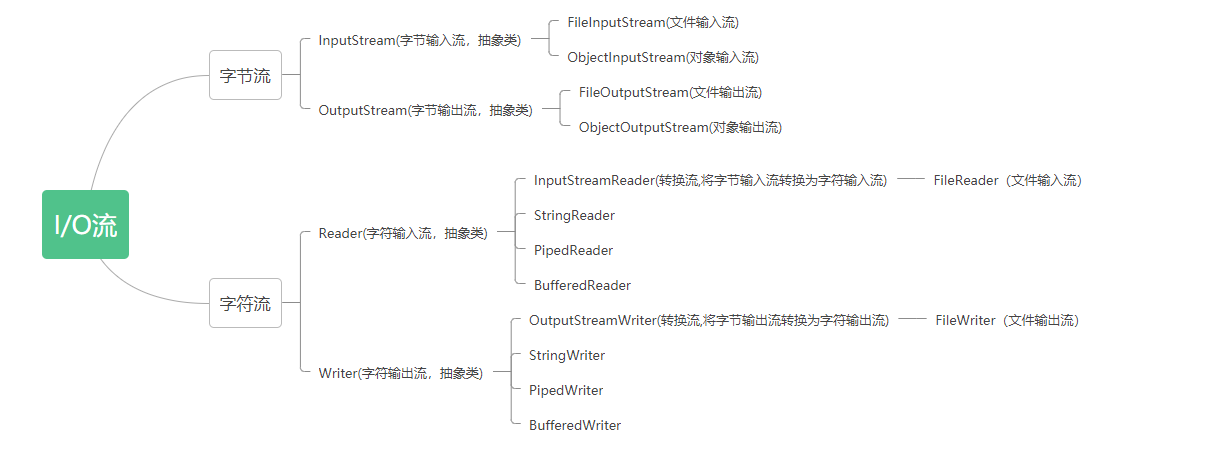 I/O流
字节流
InputStream(字节输入流，抽象类)
FileInputStream(文件输入流)
ObjectInputStream(对象输入流)
OutputStream(字节输出流，抽象类)
FileOutputStream(文件输出流)
ObjectOutputStream(对象输出流)
字符流
Reader(字符输入流，抽象类)
InputStreamReader(转换流,将字节输入流转换为字符输入流)
FileReader（文件输入流）
StringReader
PipedReader
BufferedReader
Writer(字符输出流，抽象类)
OutputStreamWriter(转换流,将字节输出流转换为字符输出流)
FileWriter（文件输出流）
StringWriter
PipedWriter
BufferedWriter